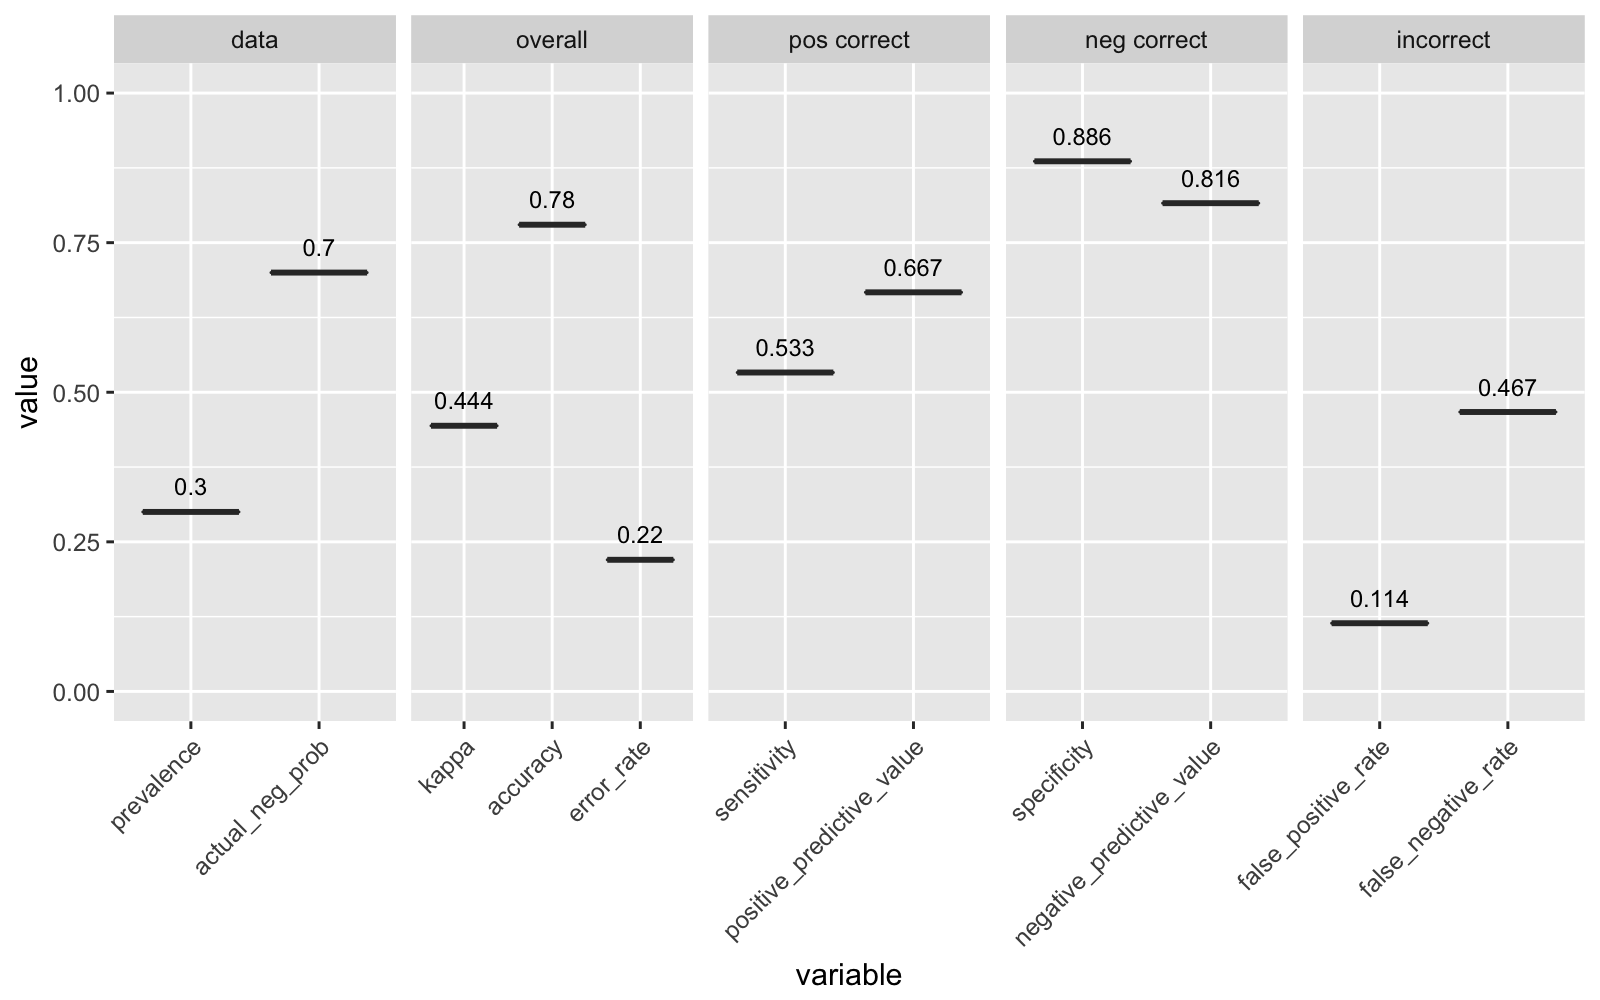 data
overall
pos correct
neg correct
incorrect
value
1.00
0.75
0.50
0.25
0.00
0.3
0.7
0.444
0.78
0.22
0.533
0.667
0.886
0.816
0.114
0.467
prevalence
actual_neg_prob
kappa
accuracy
error_rate
sensitivity
positive_predictive_value
specificity
negative_predictive_value
false_positive_rate
false_negative_rate
variable